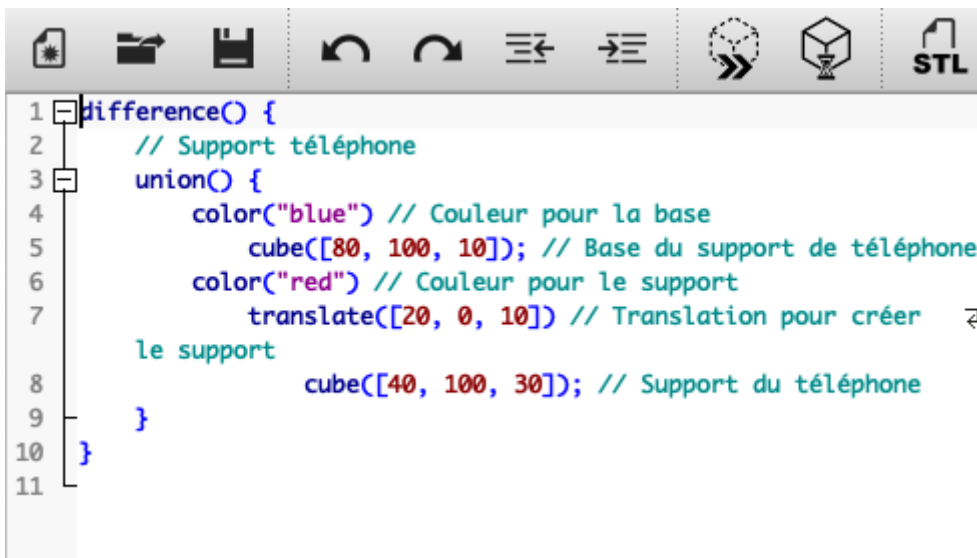 STL
1 difference() {
2 // Support téléphone
3 union() {
4 color("blue") // Couleur pour la base
5 cube([80, 100, 10]); // Base du support de téléphone
6 color("red") // Couleur pour le support
7 translate([20, 0, 10]) // Translation pour créer
le support
8 cube([40, 100, 30]); // Support du téléphone
9 }
10 }
11